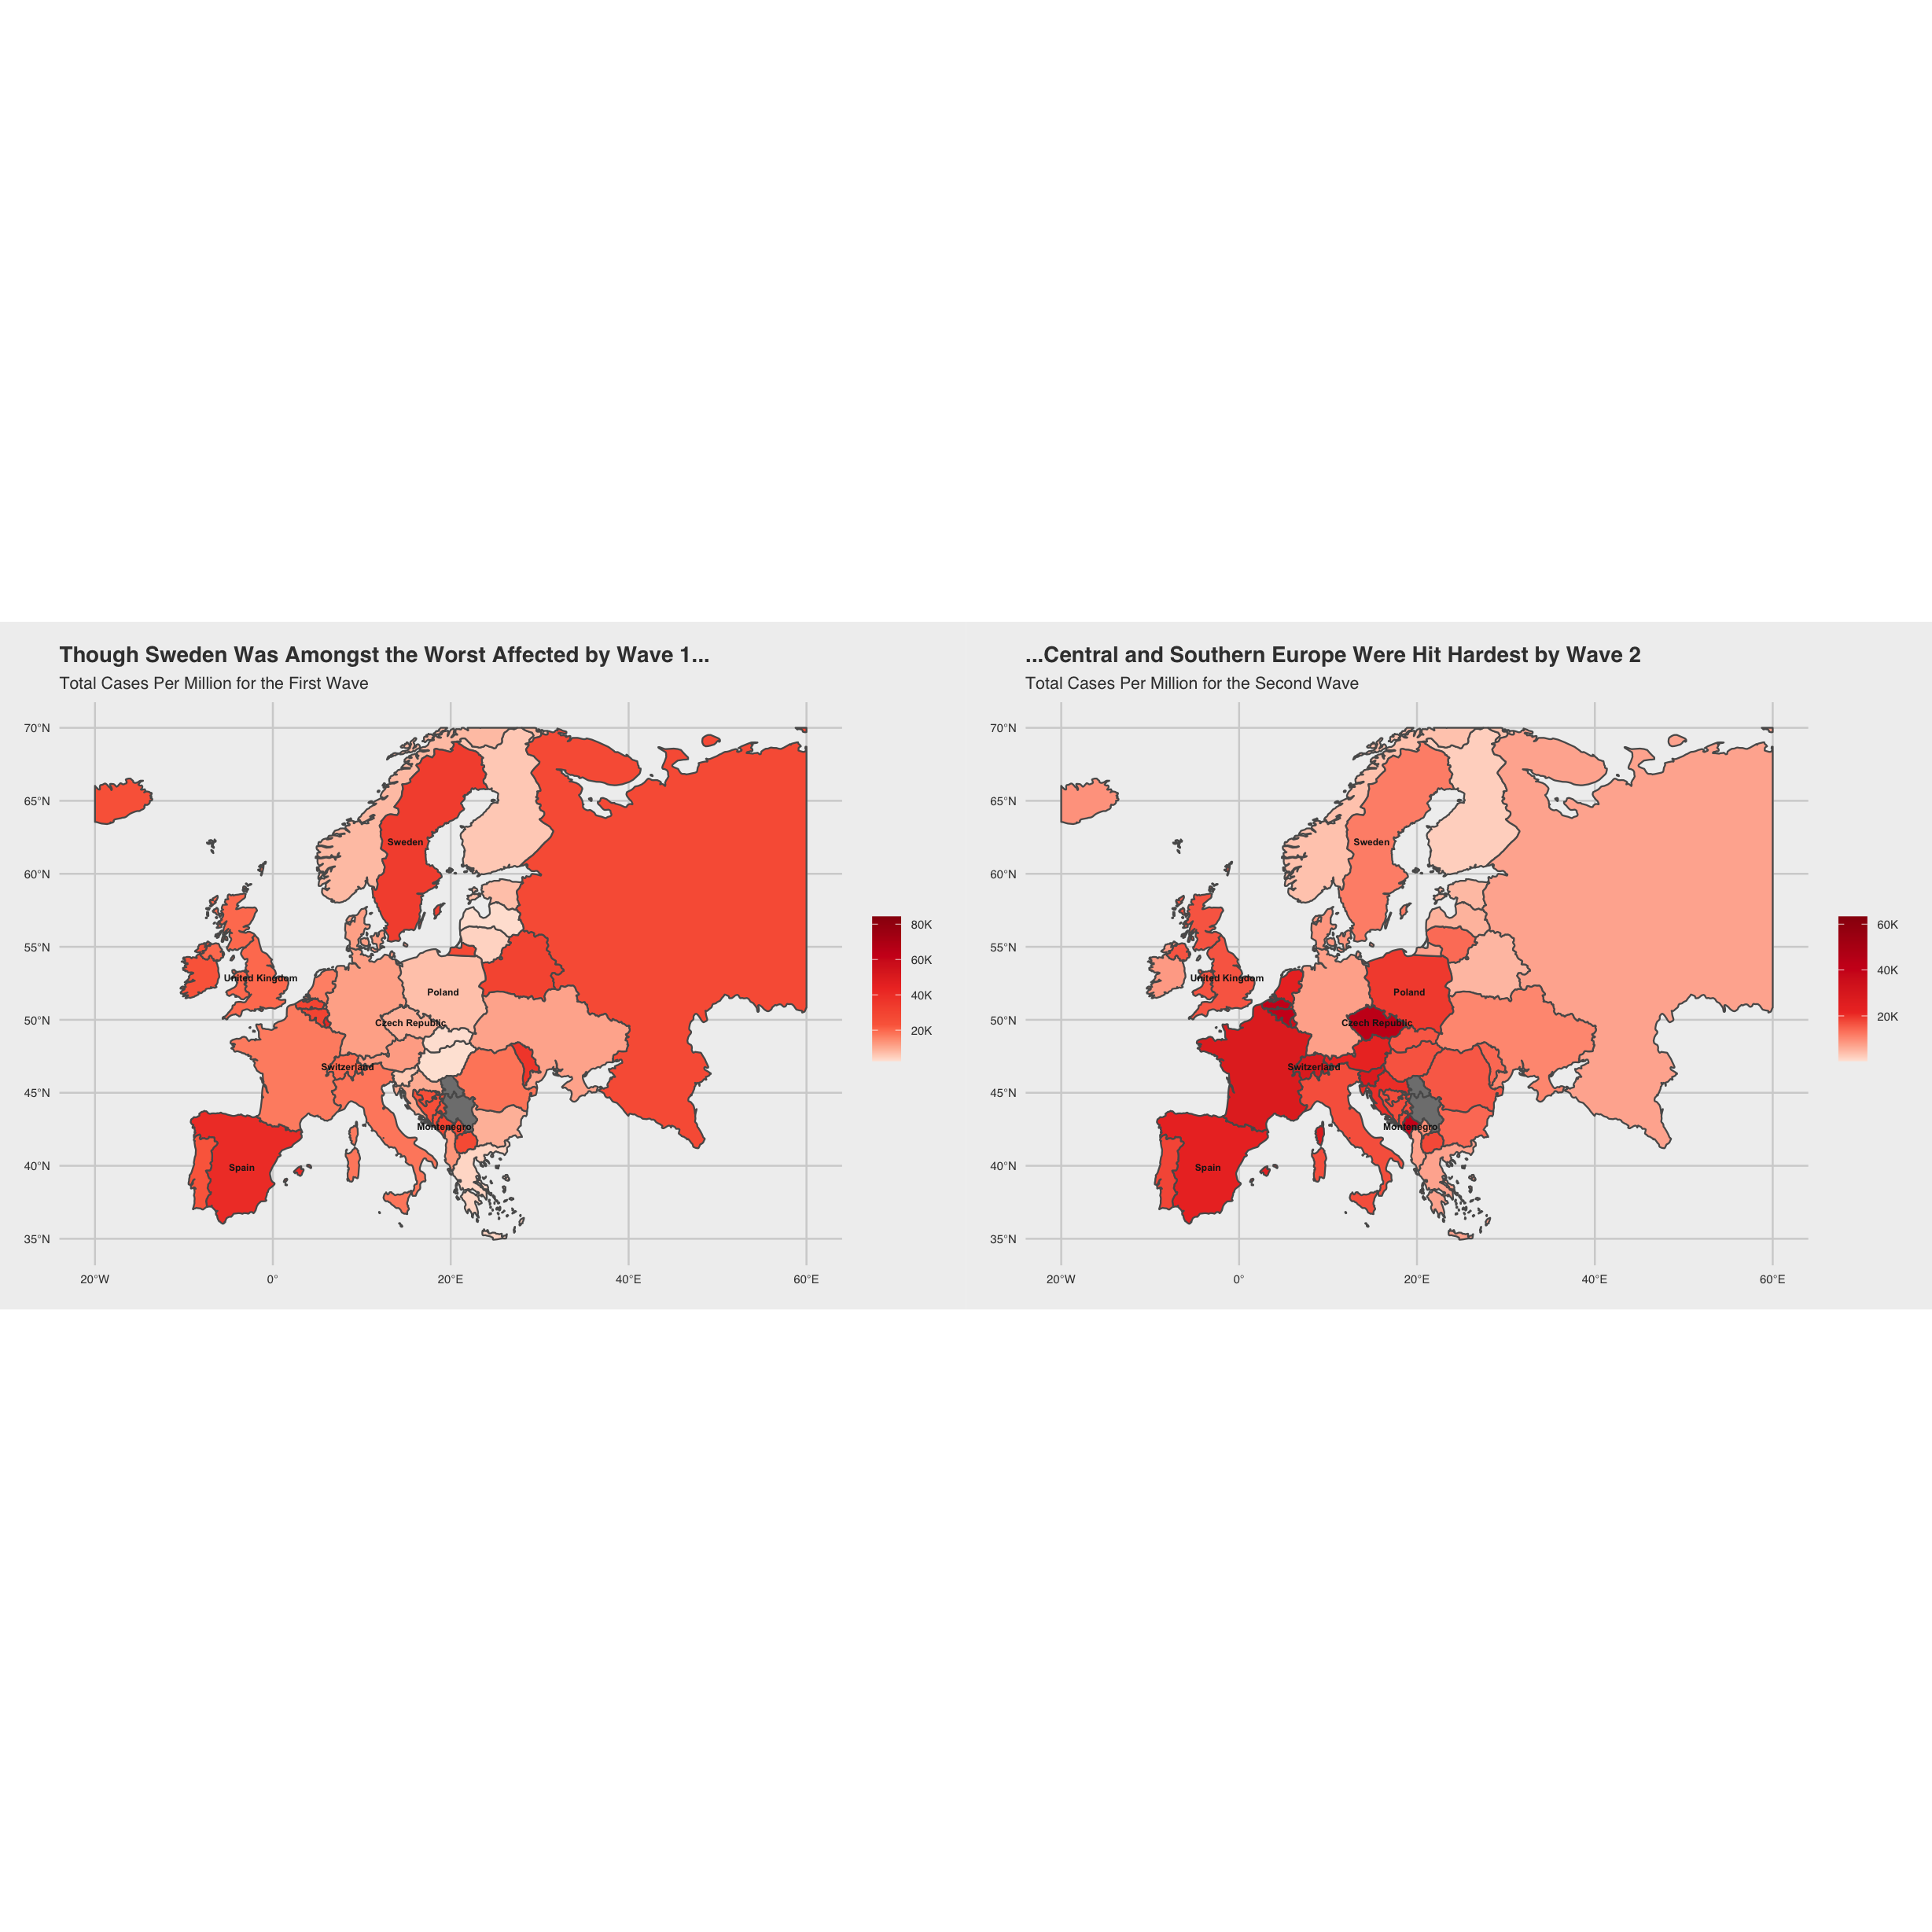 Though Sweden Was Amongst the Worst Affected by Wave 1...
Total Cases Per Million for the First Wave
70°N
65°N
60°N
55°N
50°N
45°N
40°N
35°N
20°W
0°
20°E
40°E
60°E
Sweden
United Kingdom
Poland
Czech Republic
Switzerland
Montenegro
Spain
80K
60K
40K
20K
...Central and Southern Europe Were Hit Hardest by Wave 2
Total Cases Per Million for the Second Wave
70°N
65°N
60°N
55°N
50°N
45°N
40°N
35°N
20°W
0°
20°E
40°E
60°E
Sweden
United Kingdom
Poland
Czech Republic
Switzerland
Montenegro
Spain
60K
40K
20K